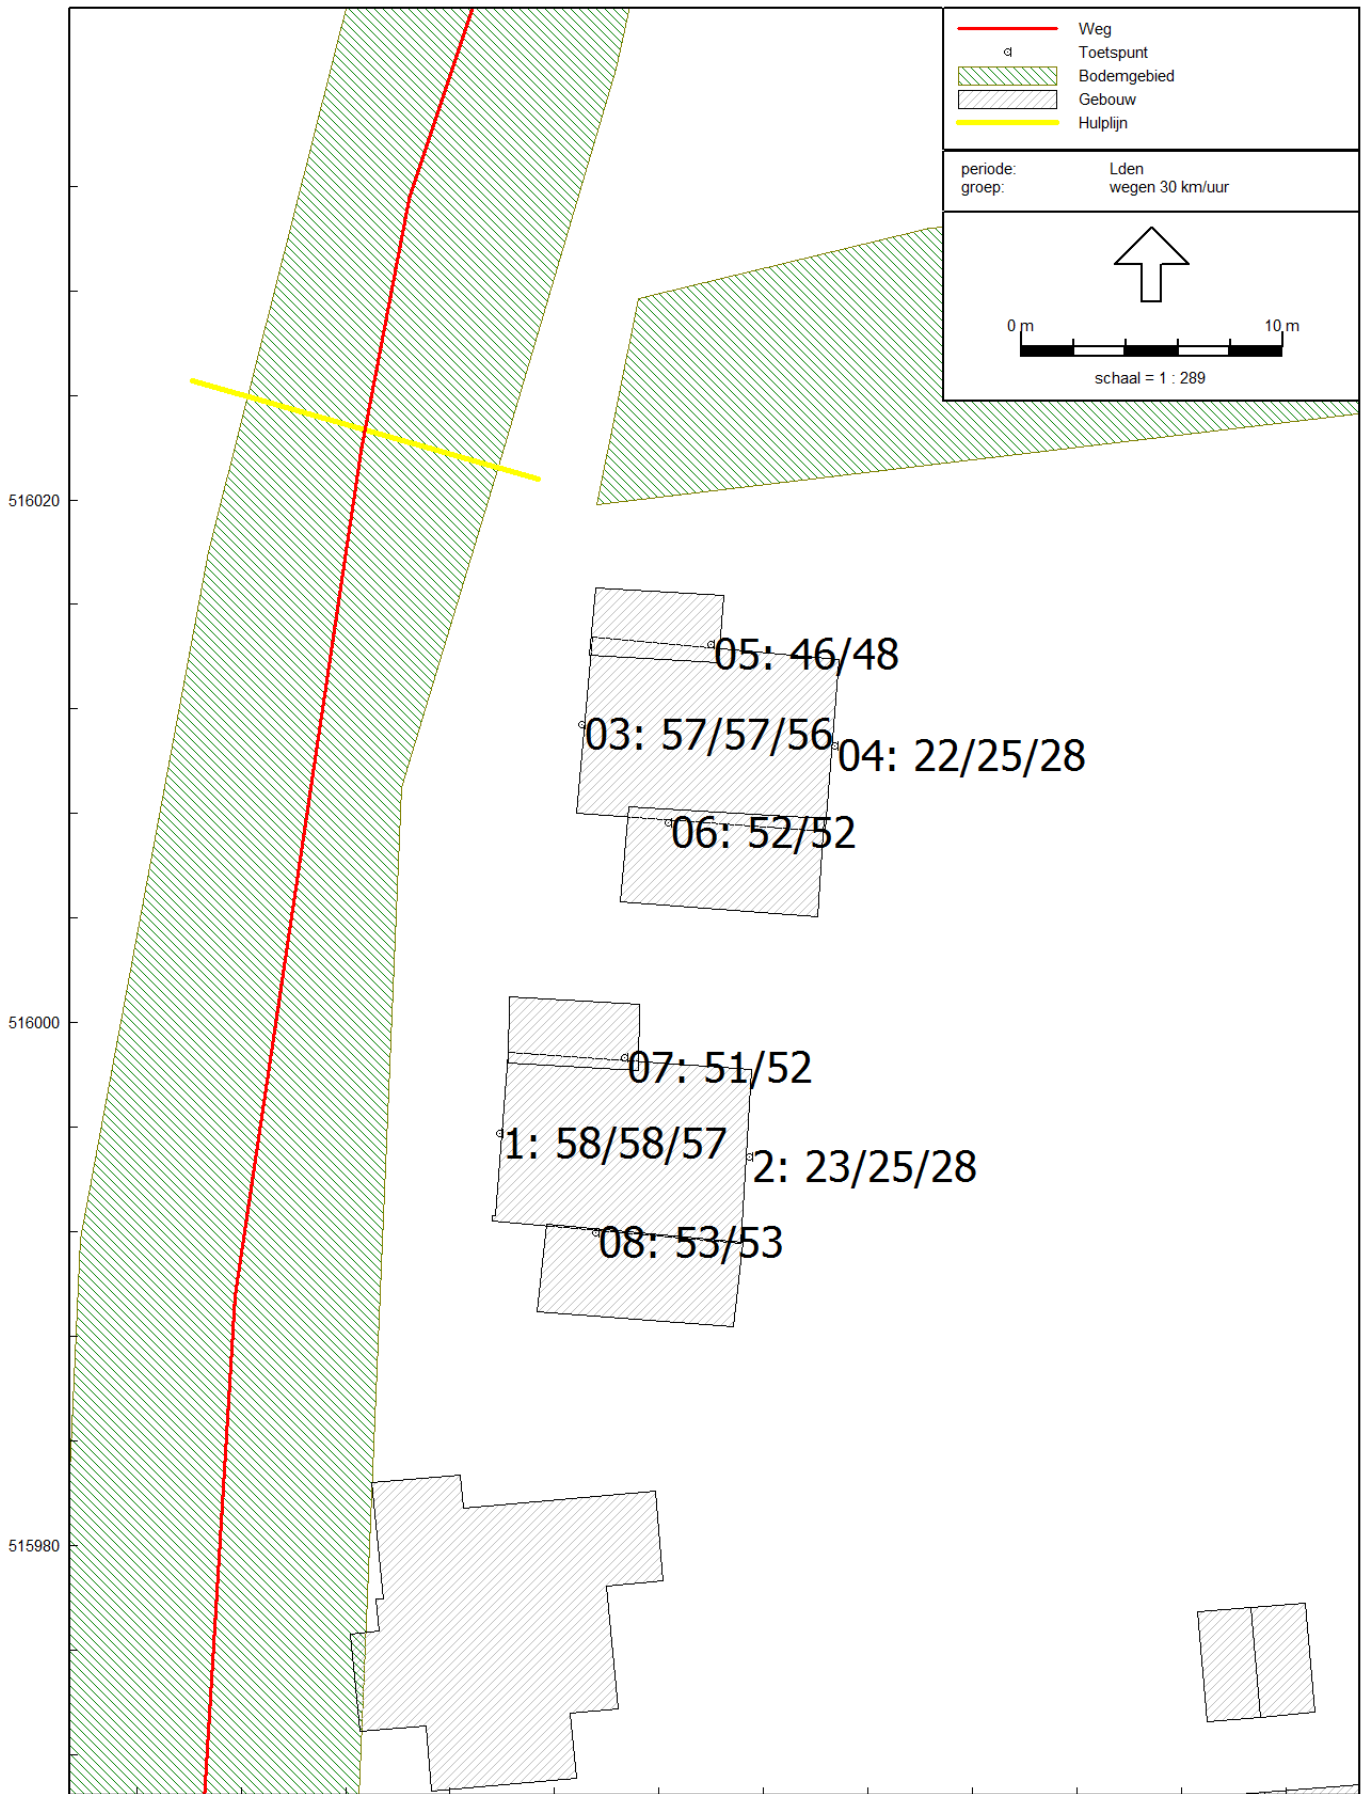 Weg
Toetspunt
Bodemgebied
Gebouw
Hulplijn
periode: Lden
groep: wegen 30 km/uur
0 m 10 m
schaal = 1 : 289
516020
05: 46/48
03: 57/57/56
04: 22/25/28
06: 52/52
516000
07: 51/52
1: 58/58/57
2: 23/25/28
08: 53/53
515980